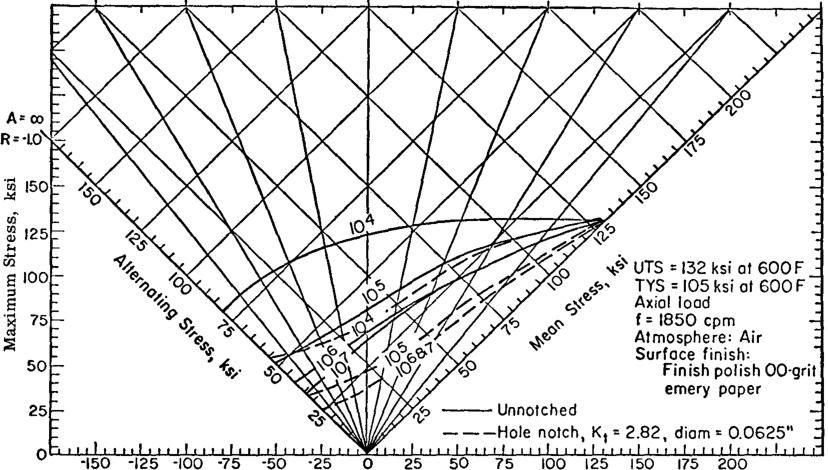 A = ∞
R = -1.0
Maximum Stress, ksi
150
125
100
75
50
25
0
-150
-125
-100
-75
-50
-25
0
25
50
75
100
125
150
175
200
Alternating Stress, ksi
150
125
100
75
50
25
Mean Stress, ksi
25
50
75
100
125
150
175
200
10⁴
10⁵
10⁴
10⁶
10⁷
10⁵
10⁶&7
UTS = 132 ksi at 600 F
TYS = 105 ksi at 600 F
Axial load
f = 1850 cpm
Atmosphere: Air
Surface finish:
Finish polish 00-grit
emery paper
Unnotched
Hole notch, Kt = 2.82, diam = 0.0625"